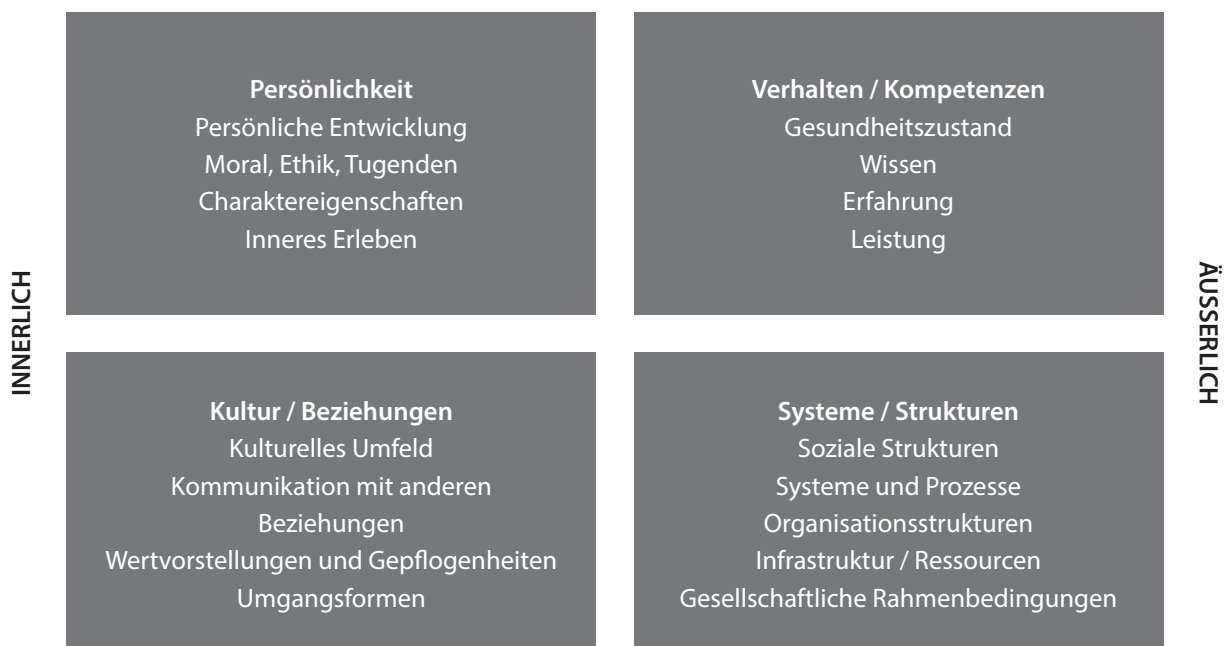 Persönlichkeit
Persönliche Entwicklung
Moral, Ethik, Tugenden
Charaktereigenschaften
Inneres Erleben
Verhalten / Kompetenzen
Gesundheitszustand
Wissen
Erfahrung
Leistung
INNERLICH
ÄUSSERLICH
Kultur / Beziehungen
Kulturelles Umfeld
Kommunikation mit anderen
Beziehungen
Wertvorstellungen und Gepflogenheiten
Umgangsformen
Systeme / Strukturen
Soziale Strukturen
Systeme und Prozesse
Organisationsstrukturen
Infrastruktur / Ressourcen
Gesellschaftliche Rahmenbedingungen